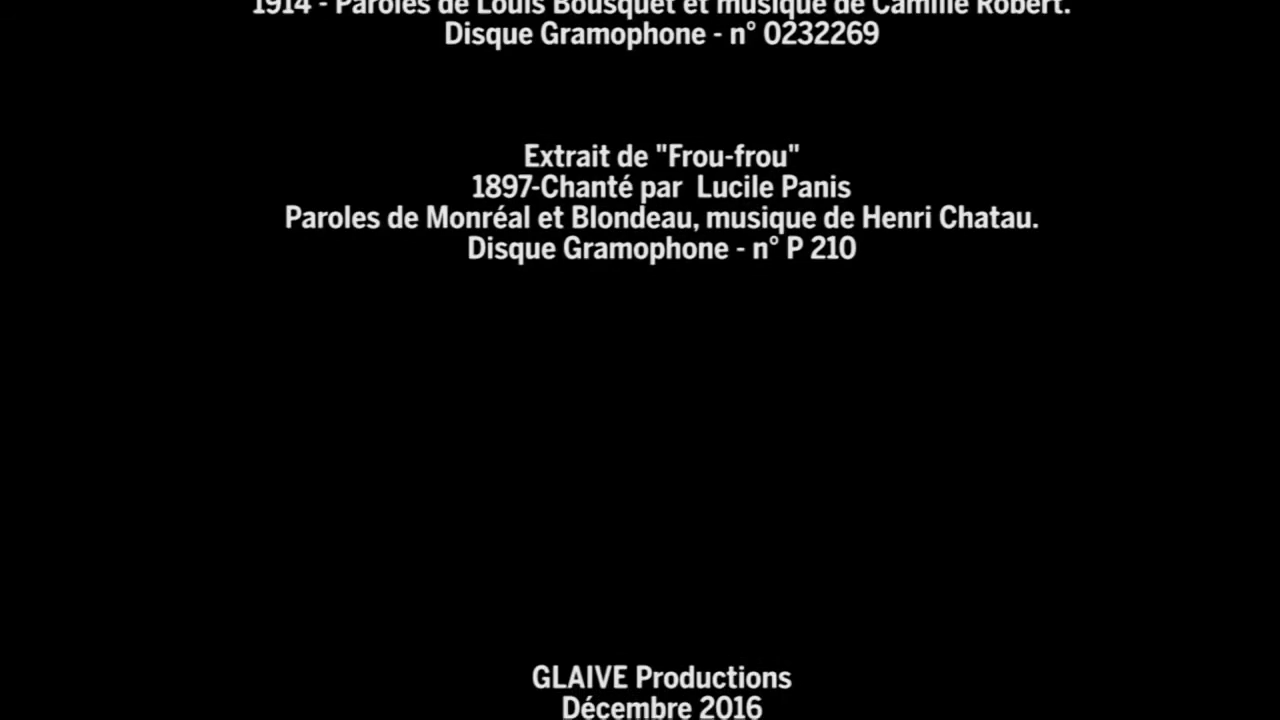 1914 - Paroles de Louis Bousquet et musique de Camille Robert.
Disque Gramophone - n° 0232269
Extrait de "Frou-frou"
1897-Chanté par  Lucile Panis
Paroles de Monréal et Blondeau, musique de Henri Chatau.
Disque Gramophone - n° P 210
GLAIVE Productions
Décembre 2016